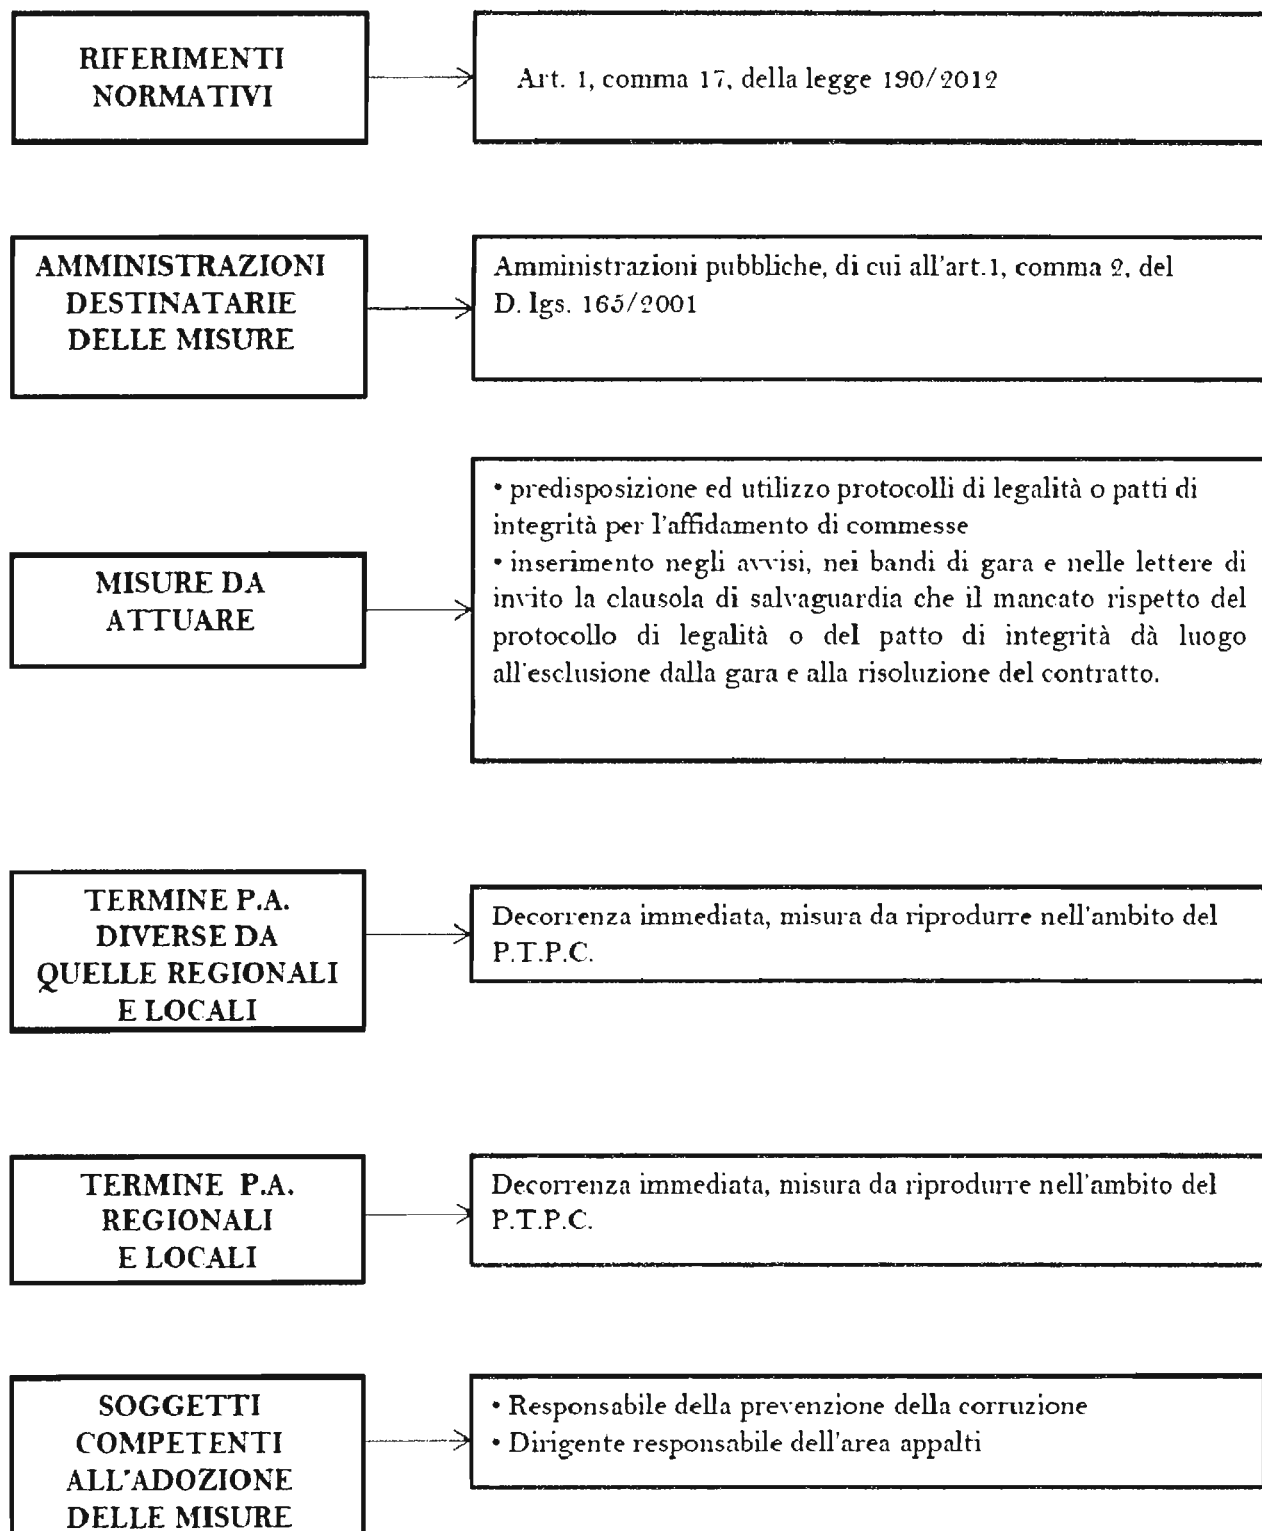 RIFERIMENTI
NORMATIVI
Art. 1, comma 17, della legge 190/2012
AMMINISTRAZIONI
DESTINATARIE
DELLE MISURE
Amministrazioni pubbliche, di cui all'art.1, comma 2, del
D. lgs. 165/2001
MISURE DA
ATTUARE
• predisposizione ed utilizzo protocolli di legalità o patti di
integrità per l'affidamento di commesse
• inserimento negli avvisi, nei bandi di gara e nelle lettere di
invito la clausola di salvaguardia che il mancato rispetto del
protocollo di legalità o del patto di integrità dà luogo
all'esclusione dalla gara e alla risoluzione del contratto.
TERMINE P.A.
DIVERSE DA
QUELLE REGIONALI
E LOCALI
Decorrenza immediata, misura da riprodurre nell'ambito del
P.T.P.C.
TERMINE P.A.
REGIONALI
E LOCALI
Decorrenza immediata, misura da riprodurre nell'ambito del
P.T.P.C.
SOGGETTI
COMPETENTI
ALL'ADOZIONE
DELLE MISURE
• Responsabile della prevenzione della corruzione
• Dirigente responsabile dell'area appalti